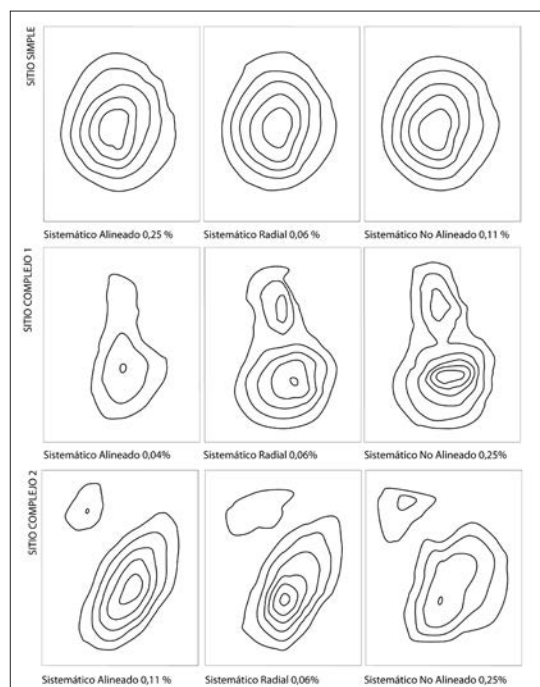 SITIO SIMPLE
Sistemático Alineado 0,25 %
Sistemático Radial 0,06 %
Sistemático No Alineado 0,11 %
SITIO COMPLEJO 1
Sistemático Alineado 0,04%
Sistemático Radial 0,06%
Sistemático No Alineado 0,25%
SITIO COMPLEJO 2
Sistemático Alineado 0,11 %
Sistemático Radial 0,06%
Sistemático No Alineado 0,25%